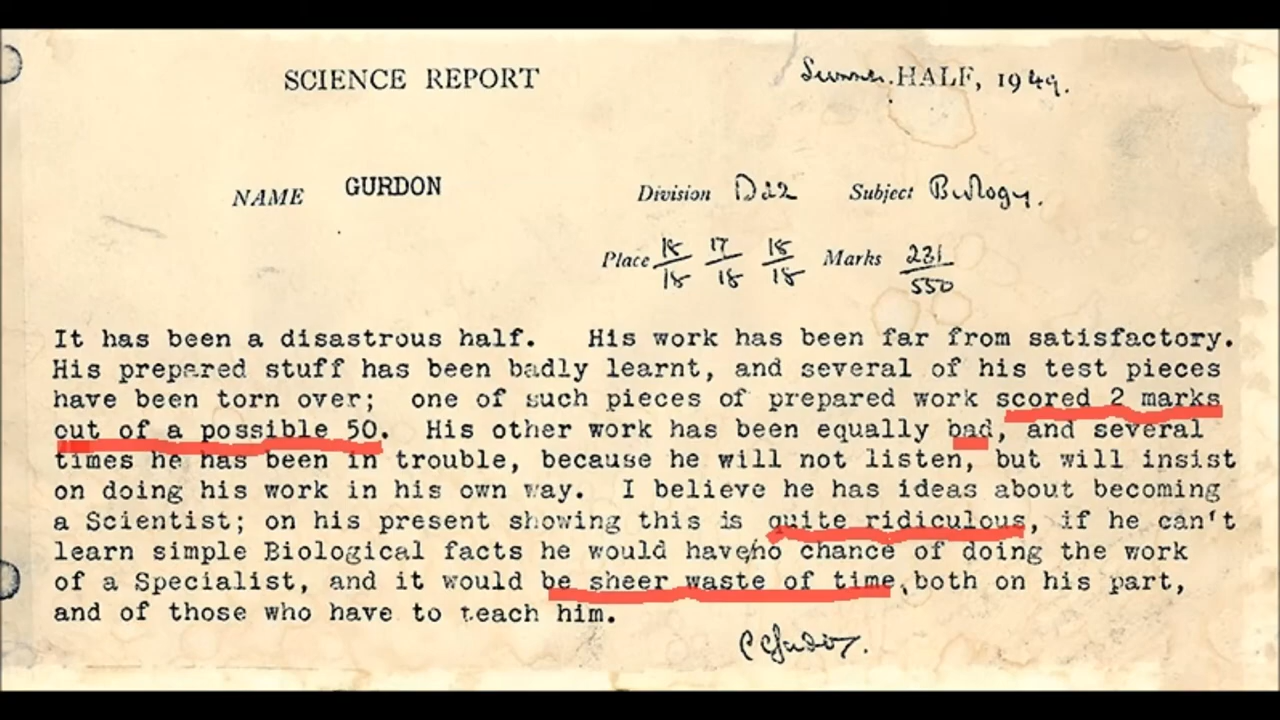 SCIENCE REPORT Summer HALF, 1949.
NAME GURDON Division D22 Subject Biology.
Place 18/18 17/18 18/18 Marks 231/550
It has been a disastrous half. His work has been far from satisfactory.
His prepared stuff has been badly learnt, and several of his test pieces
have been torn over; one of such pieces of prepared work scored 2 marks
out of a possible 50. His other work has been equally bad, and several
times he has been in trouble, because he will not listen, but will insist
on doing his work in his own way. I believe he has ideas about becoming
a Scientist; on his present showing this is quite ridiculous, if he can't
learn simple Biological facts he would have/no chance of doing the work
of a Specialist, and it would be sheer waste of time, both on his part,
and of those who have to teach him.